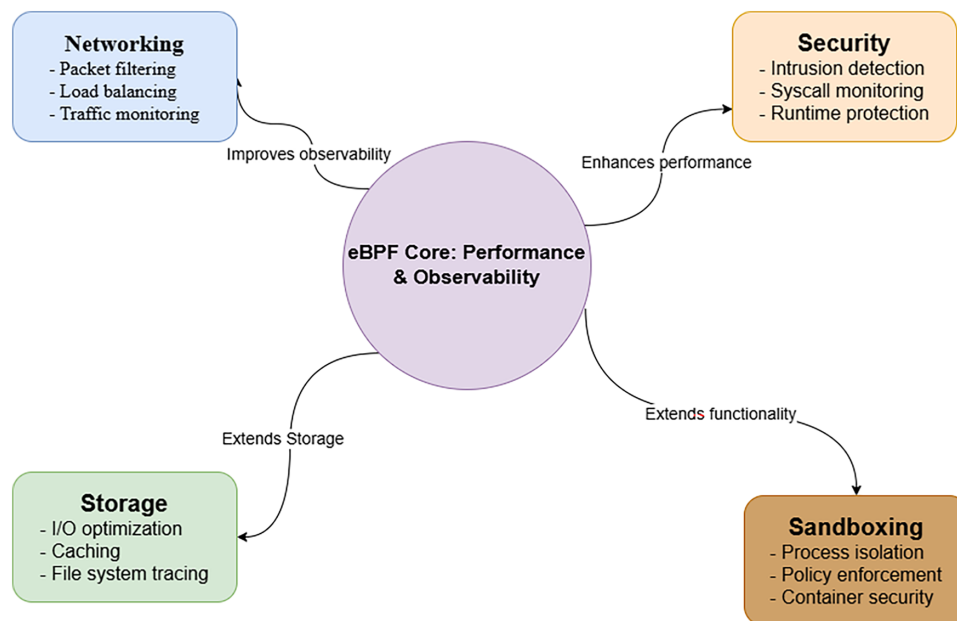 Networking
- Packet filtering
- Load balancing
- Traffic monitoring
Security
- Intrusion detection
- Syscall monitoring
- Runtime protection
Improves observability
Enhances performance
eBPF Core: Performance
& Observability
Extends Storage
Extends functionality
Storage
- I/O optimization
- Caching
- File system tracing
Sandboxing
- Process isolation
- Policy enforcement
- Container security